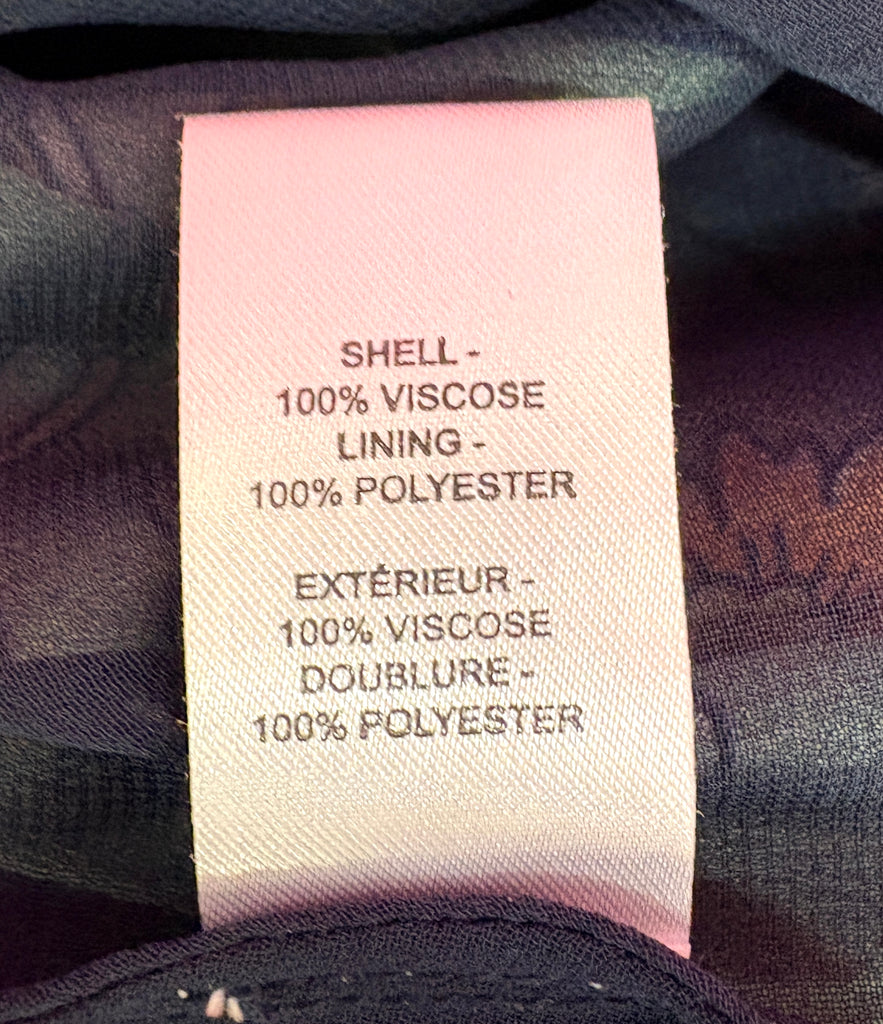 SHELL -
100% VISCOSE
LINING -
100% POLYESTER
EXTÉRIEUR -
100% VISCOSE
DOUBLURE -
100% POLYESTER